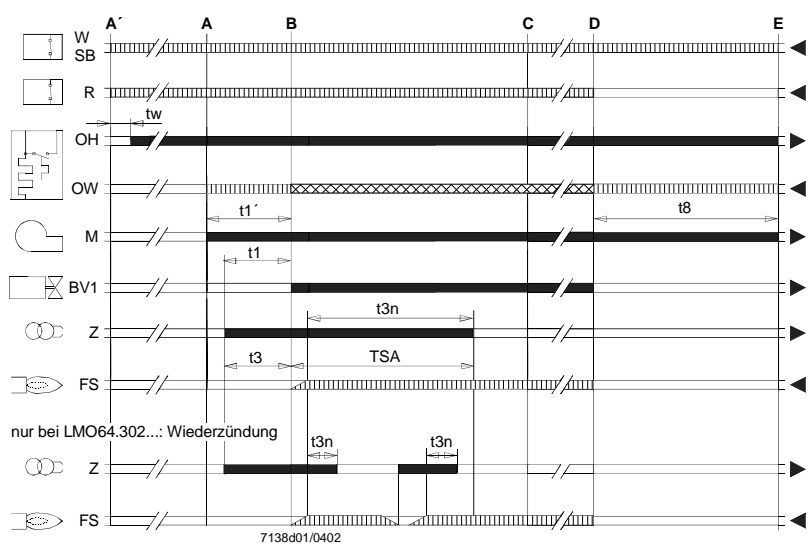 A´ A B C D E
W
SB
R
tw
OH
OW
t1´ t8
M
t1
BV1
t3n
Z
t3 TSA
FS
nur bei LMO64.302...: Wiederzündung
t3n t3n
Z
FS
7138d01/0402